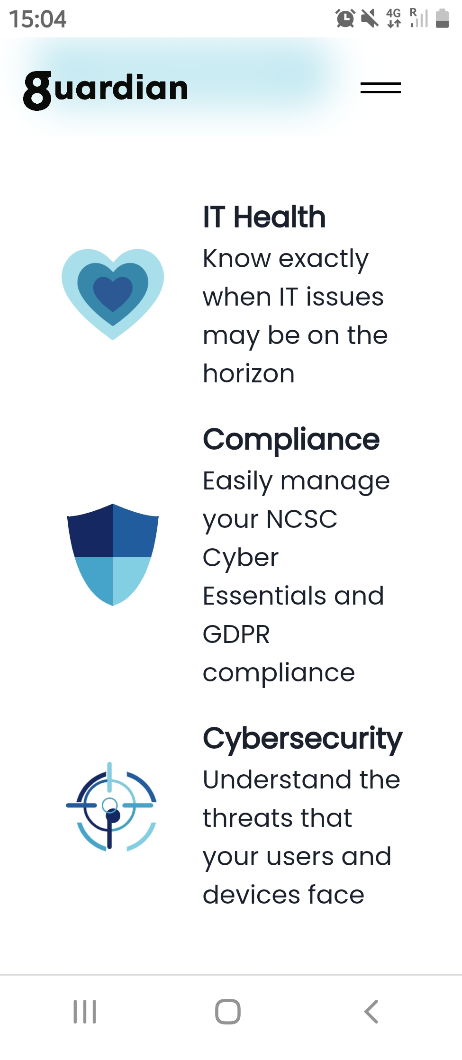 15:04 4G R
guardian
IT Health
Know exactly
when IT issues
may be on the
horizon
Compliance
Easily manage
your NCSC
Cyber
Essentials and
GDPR
compliance
Cybersecurity
Understand the
threats that
your users and
devices face